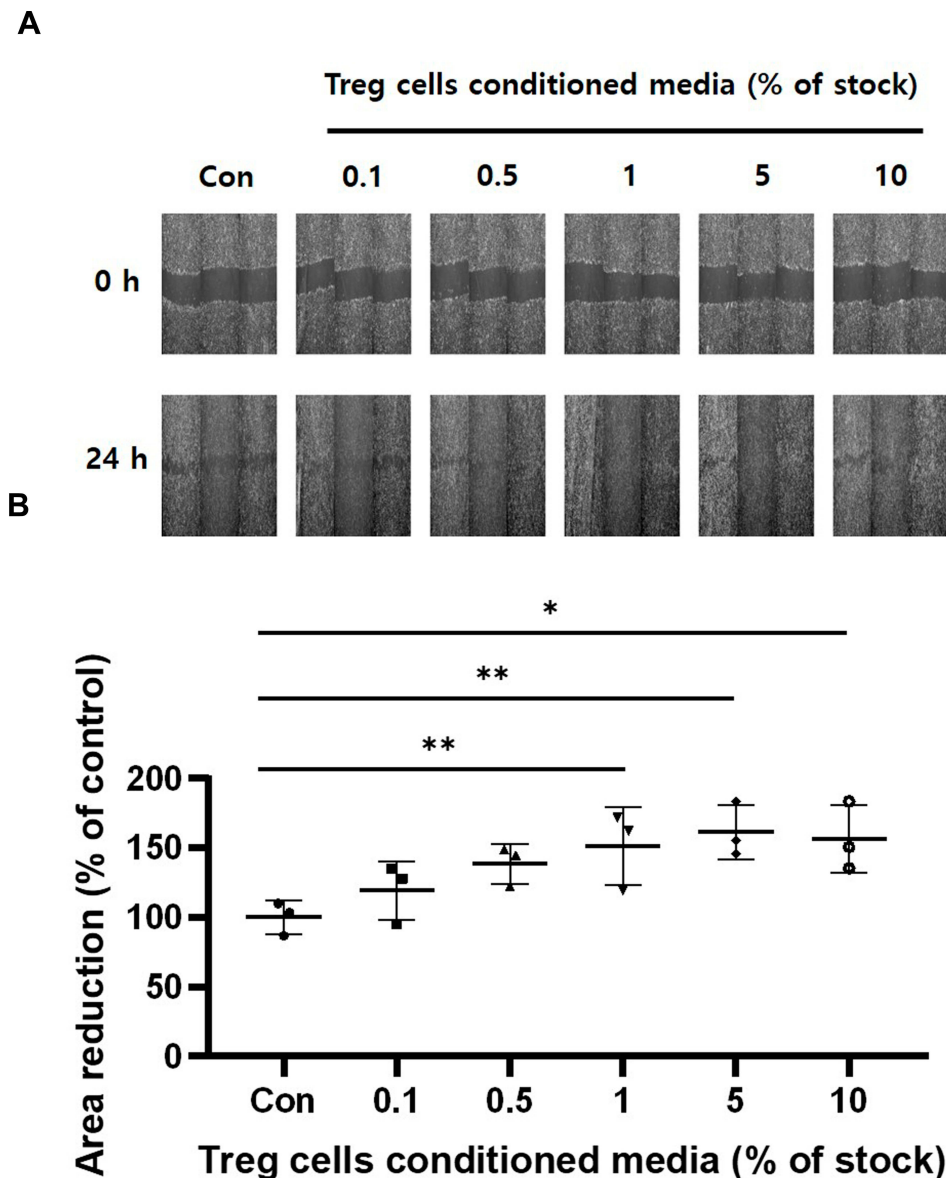 A
Treg cells conditioned media (% of stock)
Con 0.1 0.5 1 5 10
0 h
24 h
B
*
**
**
Area reduction (% of control)
200
150
100
50
0
Con 0.1 0.5 1 5 10
Treg cells conditioned media (% of stock)